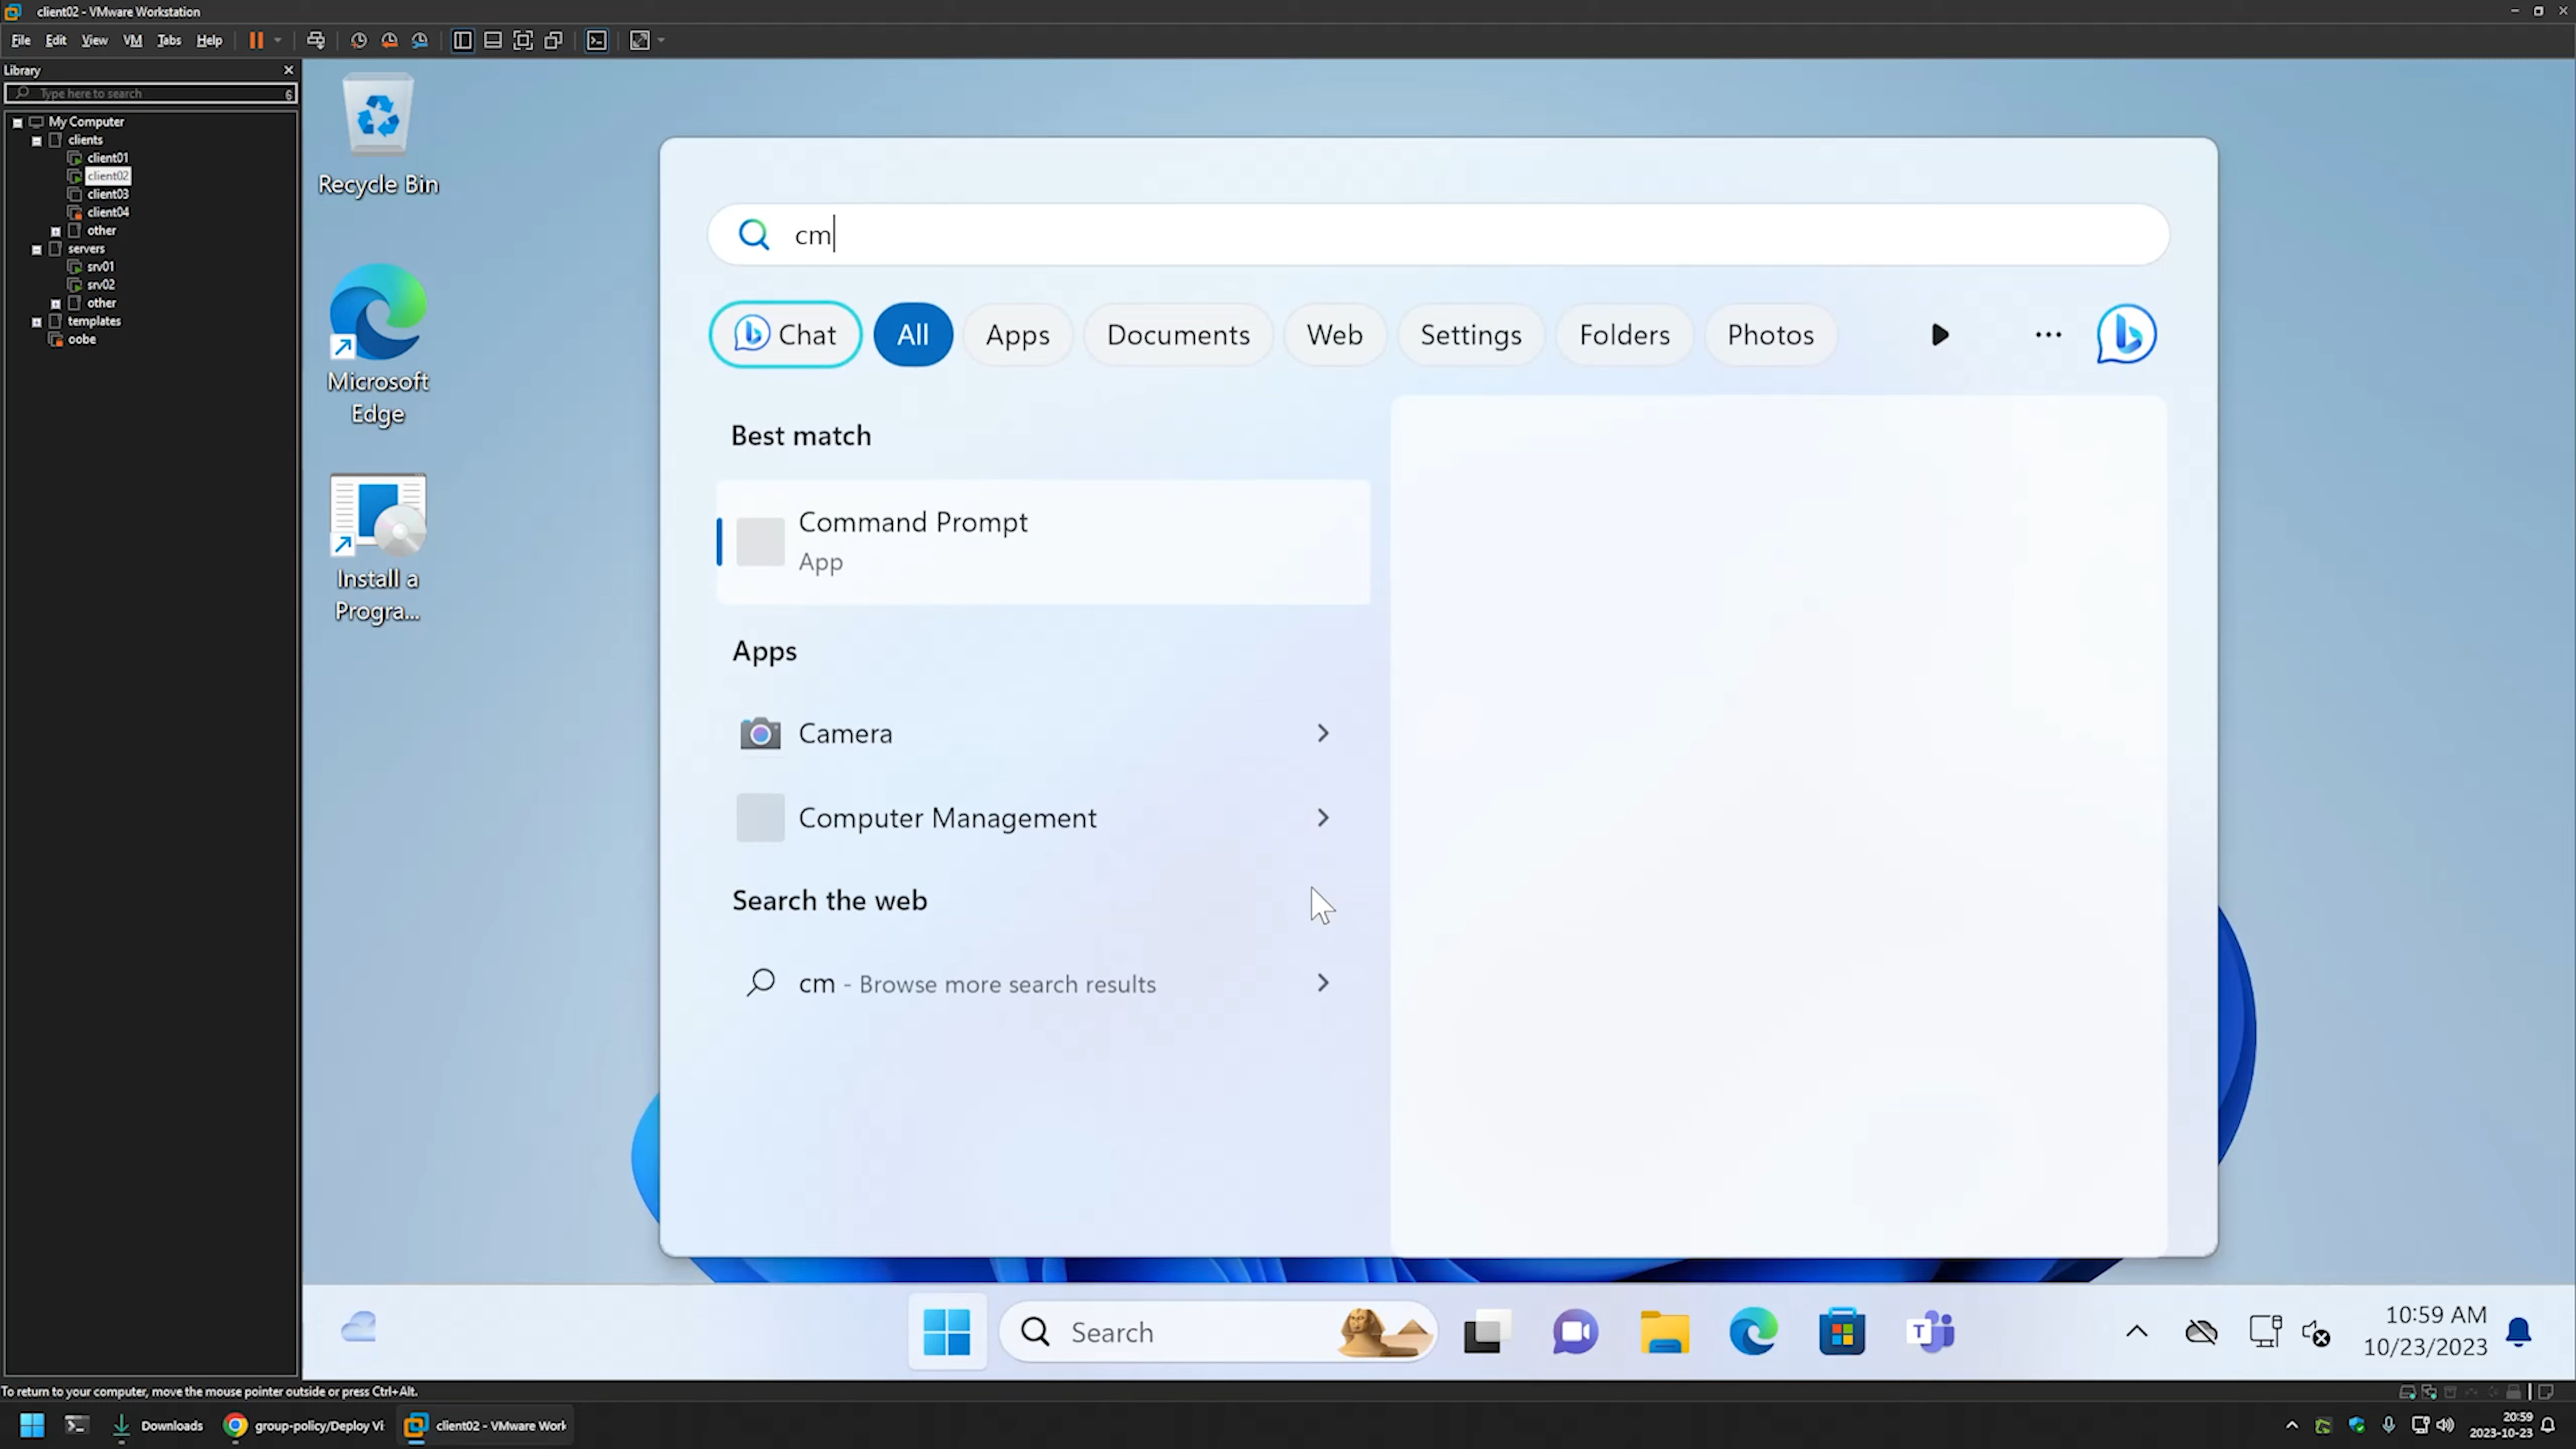 client02 - VMware Workstation
File Edit View VM Tabs Help
Library
Type here to search
6
My Computer
clients
client01
client02
client03
client04
other
servers
srv01
srv02
other
templates
oobe
Recycle Bin
Microsoft
Edge
Install a
Progra...
cm
Chat All Apps Documents Web Settings Folders Photos
Best match
Command Prompt
App
Apps
Camera
Computer Management
Search the web
cm - Browse more search results
Search
10:59 AM
10/23/2023
To return to your computer, move the mouse pointer outside or press Ctrl+Alt.
Downloads
group-policy/Deploy Vi
client02 - VMware Work
20:59
2023-10-23